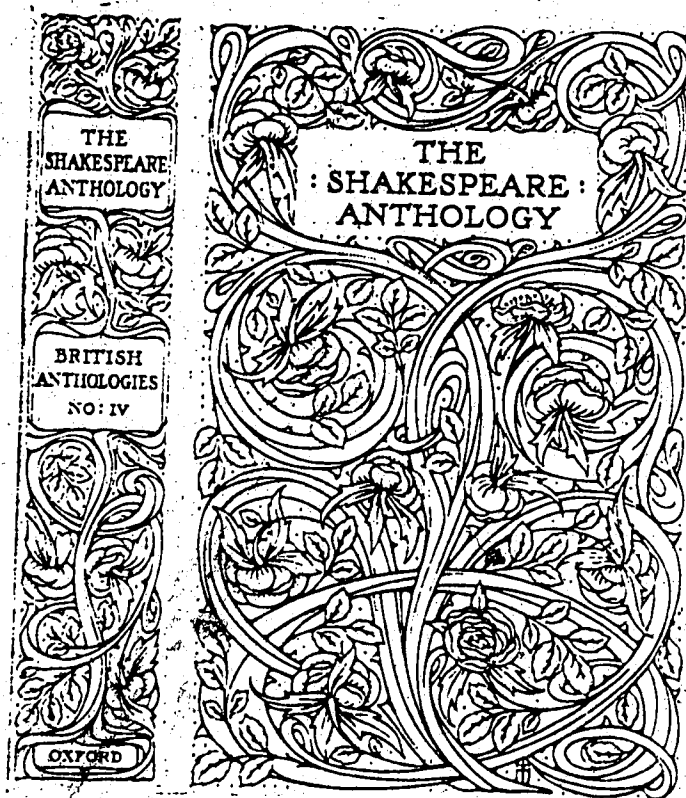 THE
SHAKESPEARE
ANTHOLOGY
BRITISH
ANTHOLOGIES
NO: IV
OXFORD
THE
: SHAKESPEARE :
ANTHOLOGY